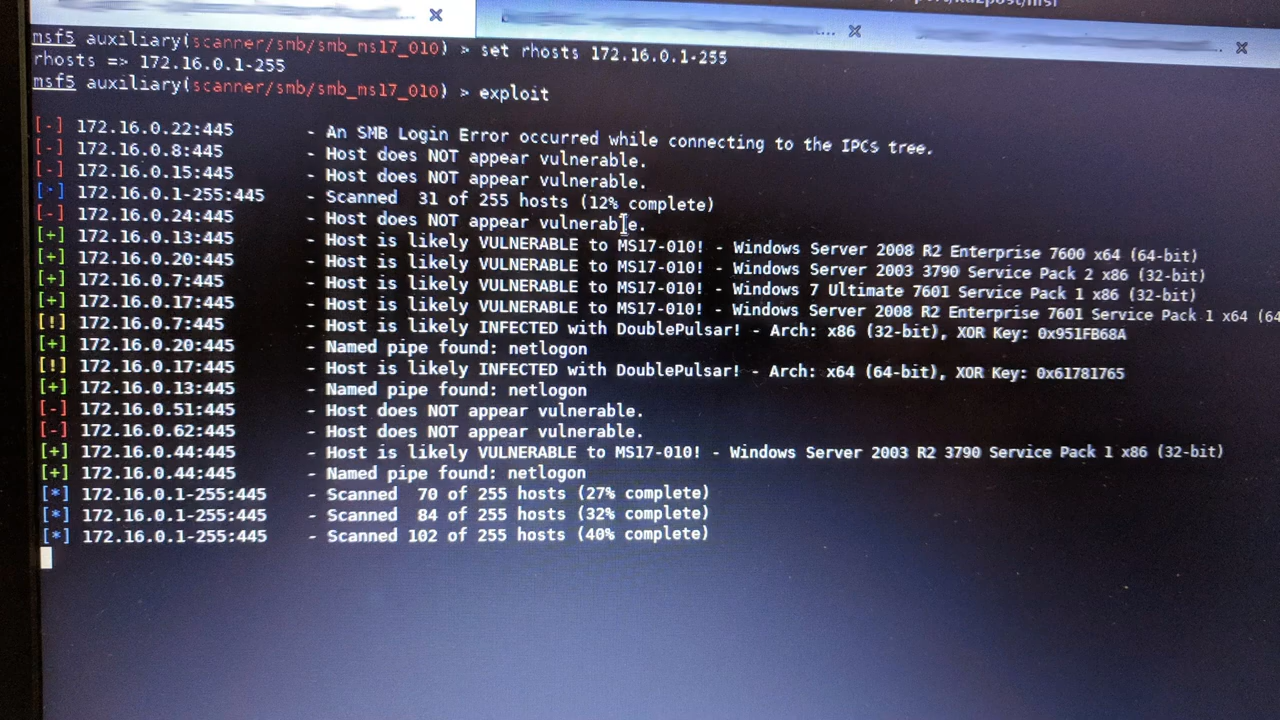 msf5 auxiliary(scanner/smb/smb_ms17_010) > set rhosts 172.16.0.1-255
rhosts => 172.16.0.1-255
msf5 auxiliary(scanner/smb/smb_ms17_010) > exploit
[-] 172.16.0.22:445 - An SMB Login Error occurred while connecting to the IPC$ tree.
[-] 172.16.0.8:445 - Host does NOT appear vulnerable.
[-] 172.16.0.15:445 - Host does NOT appear vulnerable.
[*] 172.16.0.1-255:445 - Scanned 31 of 255 hosts (12% complete)
[-] 172.16.0.24:445 - Host does NOT appear vulnerable.
[+] 172.16.0.13:445 - Host is likely VULNERABLE to MS17-010! - Windows Server 2008 R2 Enterprise 7600 x64 (64-bit)
[+] 172.16.0.20:445 - Host is likely VULNERABLE to MS17-010! - Windows Server 2003 3790 Service Pack 2 x86 (32-bit)
[+] 172.16.0.7:445 - Host is likely VULNERABLE to MS17-010! - Windows 7 Ultimate 7601 Service Pack 1 x86 (32-bit)
[+] 172.16.0.17:445 - Host is likely VULNERABLE to MS17-010! - Windows Server 2008 R2 Enterprise 7601 Service Pack 1 x64 (64
[!] 172.16.0.7:445 - Host is likely INFECTED with DoublePulsar! - Arch: x86 (32-bit), XOR Key: 0x951FB68A
[+] 172.16.0.20:445 - Named pipe found: netlogon
[!] 172.16.0.17:445 - Host is likely INFECTED with DoublePulsar! - Arch: x64 (64-bit), XOR Key: 0x61781765
[+] 172.16.0.13:445 - Named pipe found: netlogon
[-] 172.16.0.51:445 - Host does NOT appear vulnerable.
[-] 172.16.0.62:445 - Host does NOT appear vulnerable.
[+] 172.16.0.44:445 - Host is likely VULNERABLE to MS17-010! - Windows Server 2003 R2 3790 Service Pack 1 x86 (32-bit)
[+] 172.16.0.44:445 - Named pipe found: netlogon
[*] 172.16.0.1-255:445 - Scanned 70 of 255 hosts (27% complete)
[*] 172.16.0.1-255:445 - Scanned 84 of 255 hosts (32% complete)
[*] 172.16.0.1-255:445 - Scanned 102 of 255 hosts (40% complete)